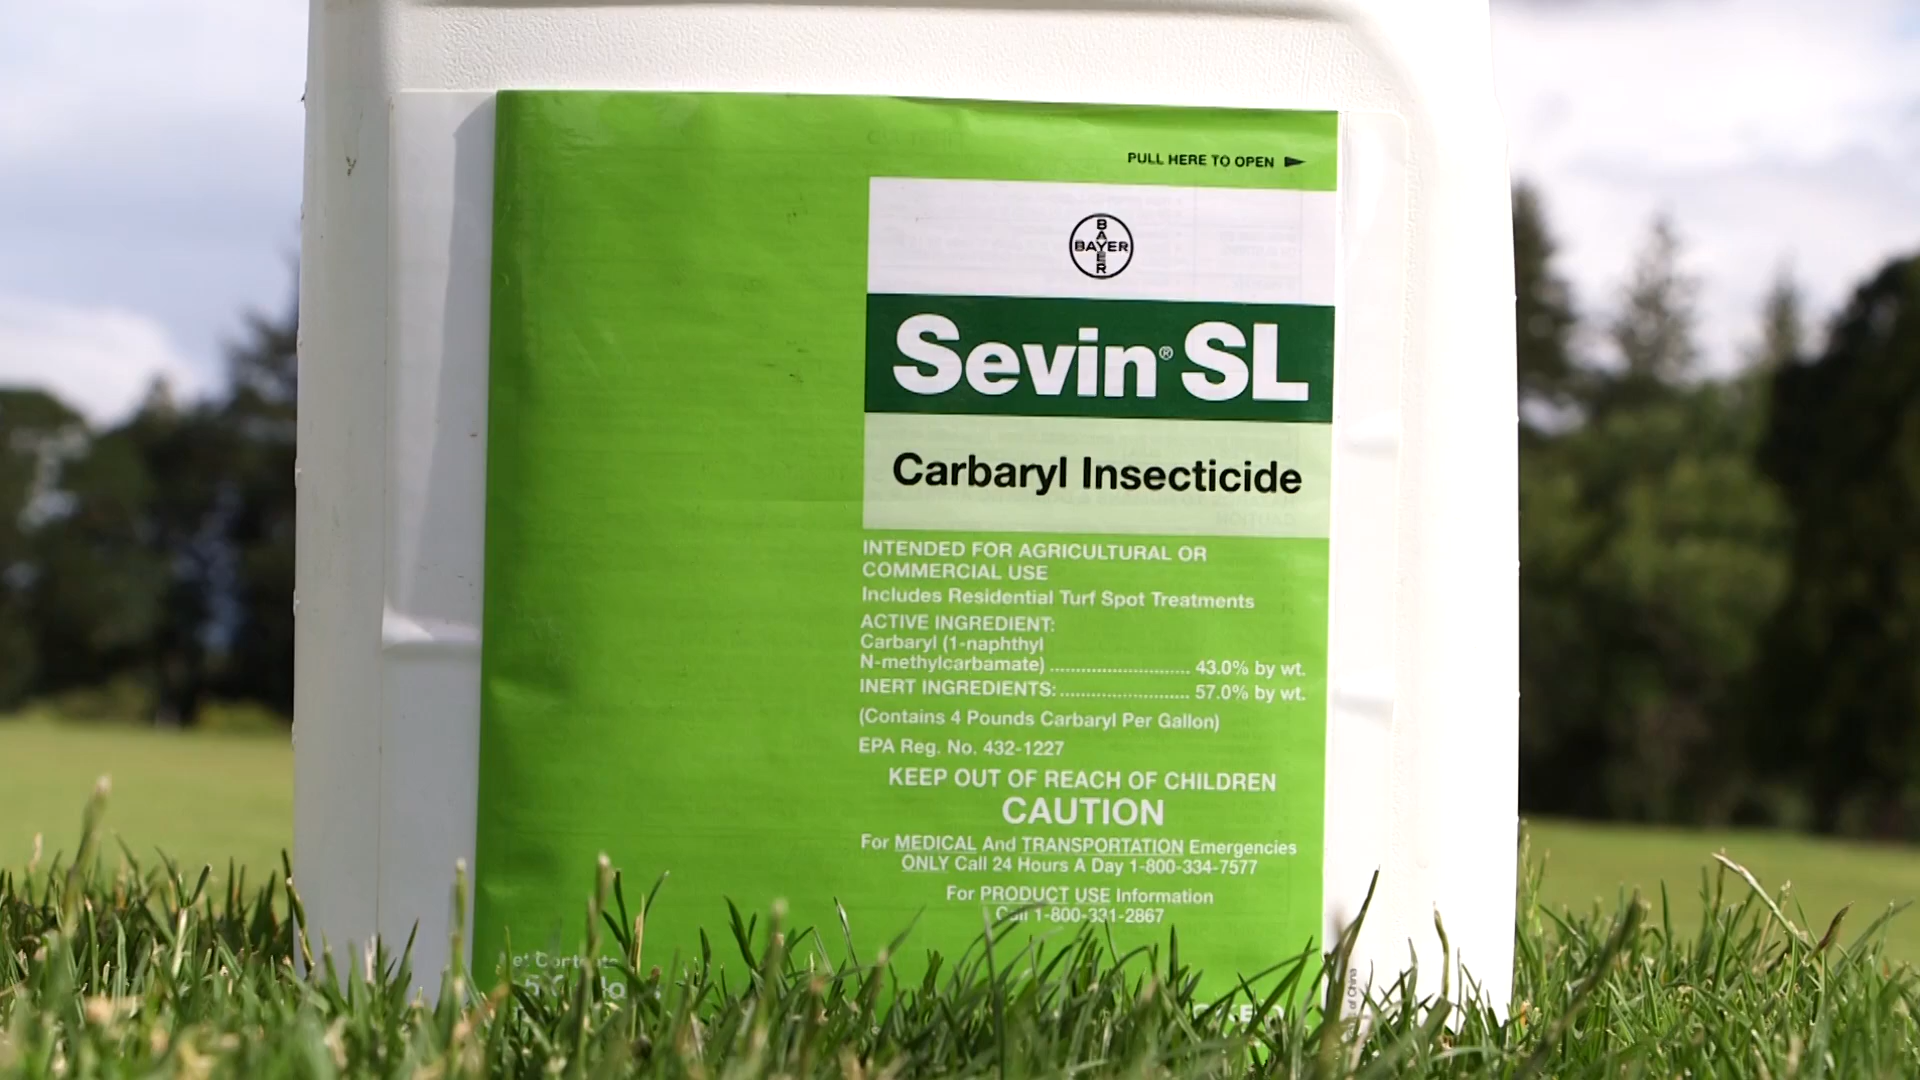 PULL HERE TO OPEN
BAYER
BAYER
Sevin® SL
Carbaryl Insecticide
INTENDED FOR AGRICULTURAL OR
COMMERCIAL USE
Includes Residential Turf Spot Treatments
ACTIVE INGREDIENT:
Carbaryl (1-naphthyl
N-methylcarbamate) ........................... 43.0% by wt.
INERT INGREDIENTS: ......................... 57.0% by wt.
(Contains 4 Pounds Carbaryl Per Gallon)
EPA Reg. No. 432-1227
KEEP OUT OF REACH OF CHILDREN
CAUTION
For MEDICAL And TRANSPORTATION Emergencies
ONLY Call 24 Hours A Day 1-800-334-7577
For PRODUCT USE Information
Call 1-800-331-2867
of China